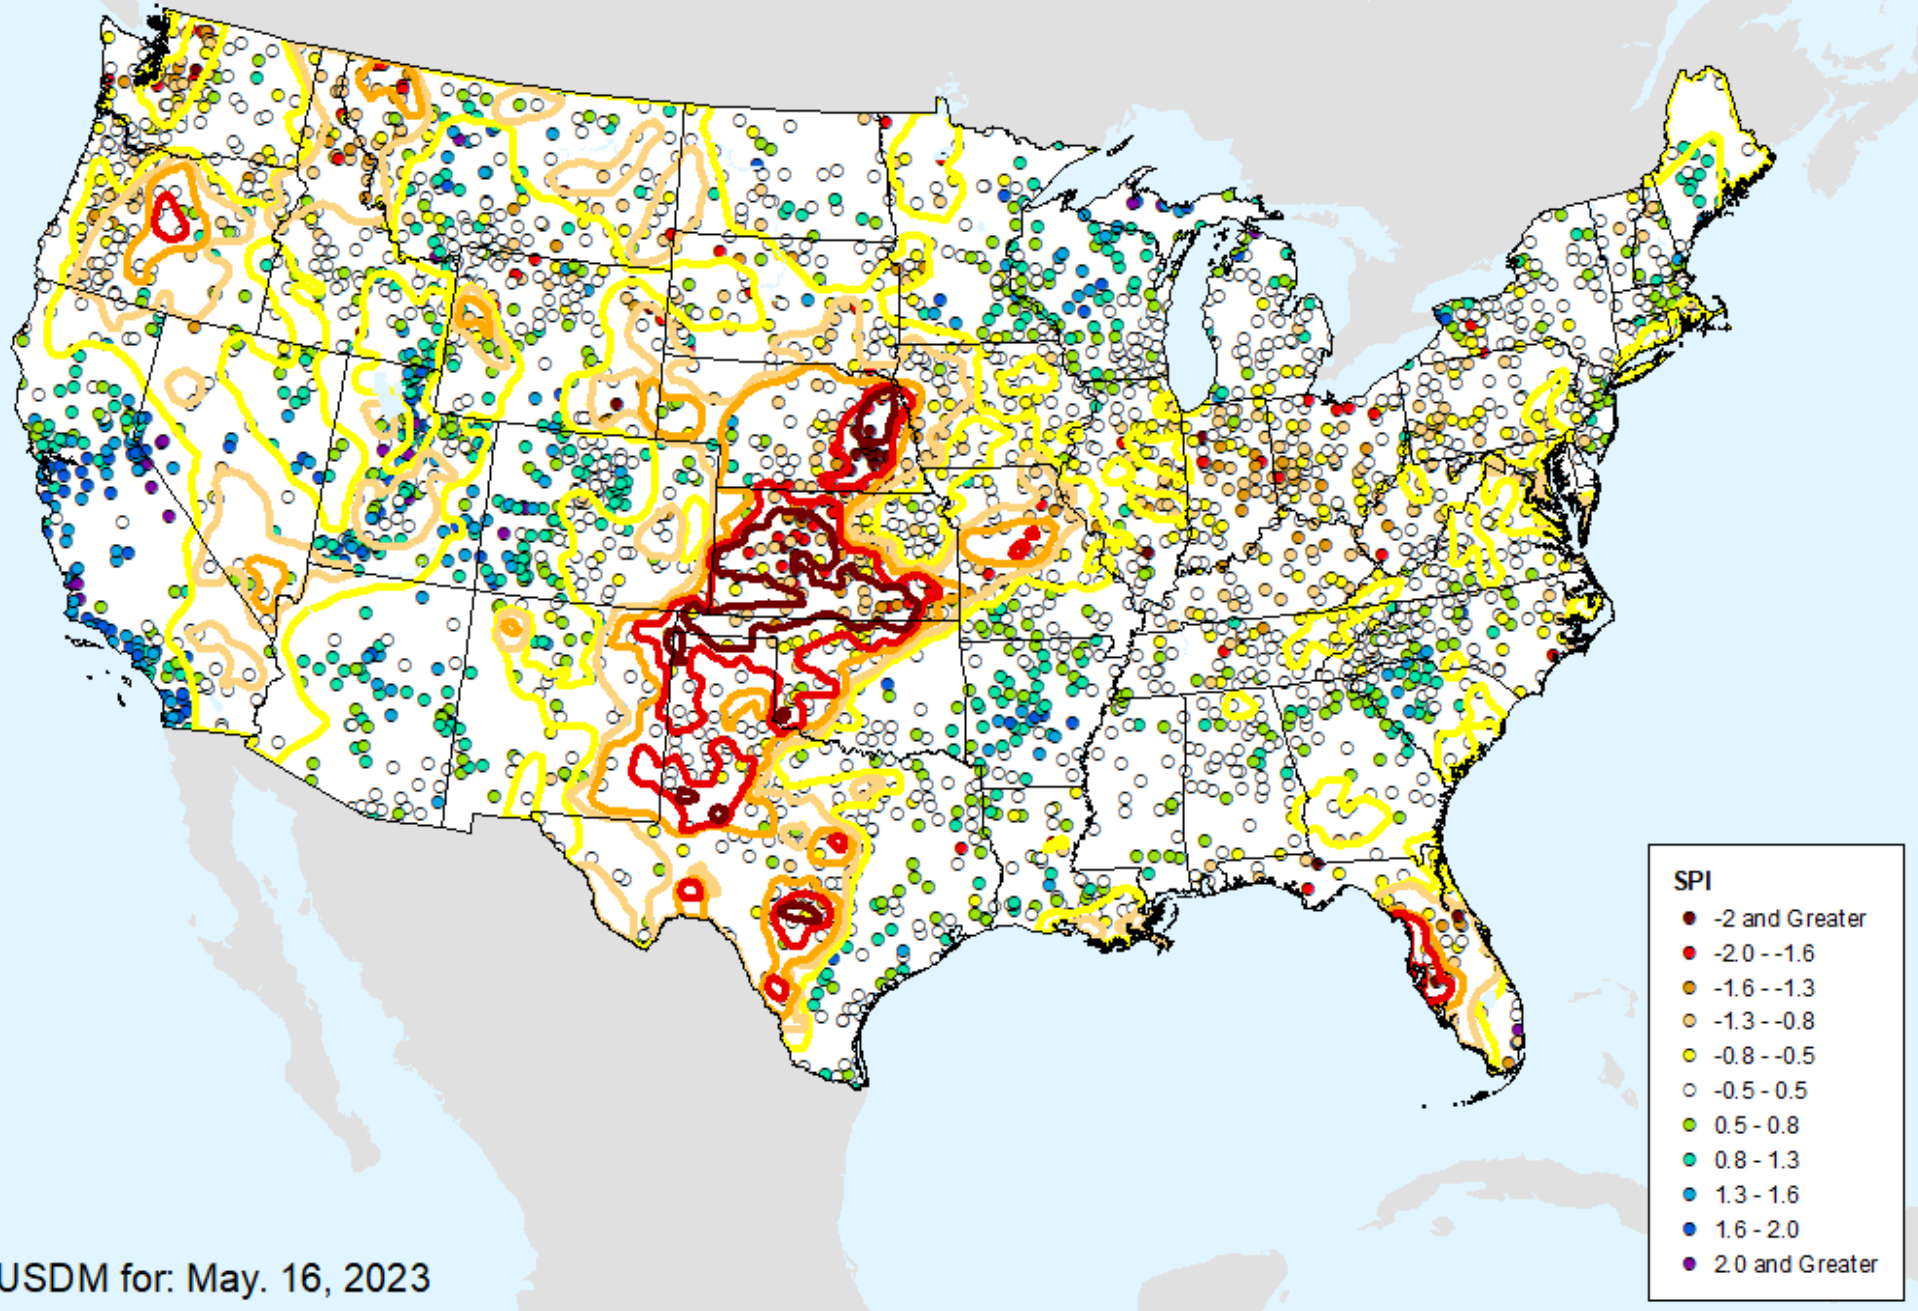 SPI
-2 and Greater
-2.0 - -1.6
-1.6 - -1.3
-1.3 - -0.8
-0.8 - -0.5
-0.5 - 0.5
0.5 - 0.8
0.8 - 1.3
1.3 - 1.6
1.6 - 2.0
2.0 and Greater
USDM for: May. 16, 2023